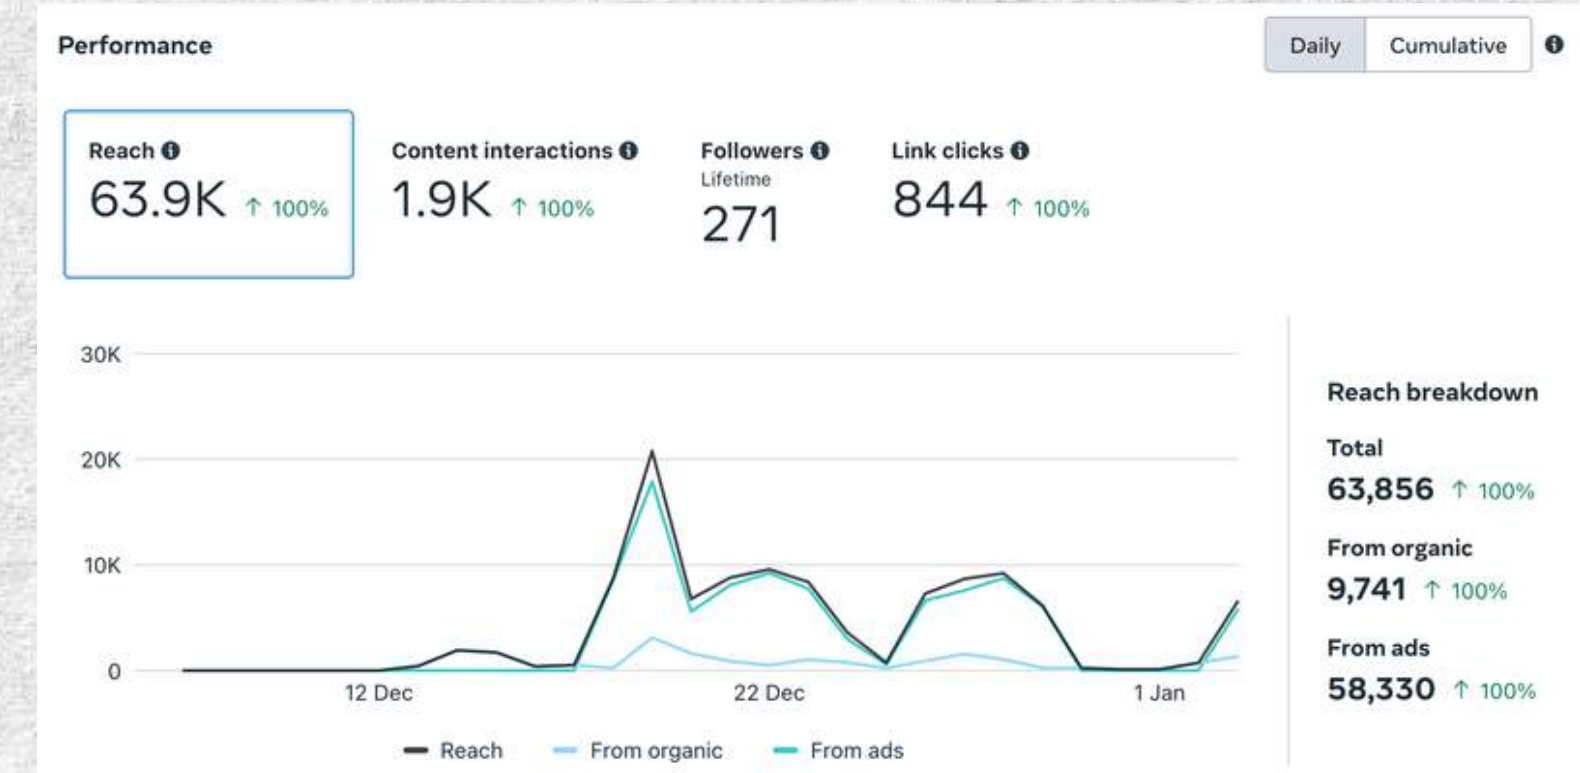 Performance
Daily Cumulative
Reach Content interactions Followers Link clicks
Lifetime
63.9K ↑ 100% 1.9K ↑ 100% 271 844 ↑ 100%
30K
20K
10K
0
12 Dec 22 Dec 1 Jan
Reach From organic From ads
Reach breakdown
Total
63,856 ↑ 100%
From organic
9,741 ↑ 100%
From ads
58,330 ↑ 100%